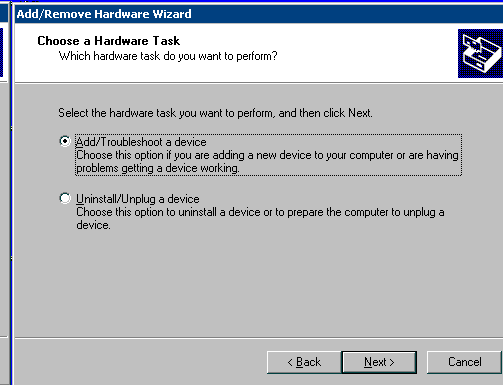 Add/Remove Hardware Wizard
Choose a Hardware Task
Which hardware task do you want to perform?
Select the hardware task you want to perform, and then click Next.
Add/Troubleshoot a device
Choose this option if you are adding a new device to your computer or are having
problems getting a device working.
Uninstall/Unplug a device
Choose this option to uninstall a device or to prepare the computer to unplug a
device.
< Back
Next >
Cancel